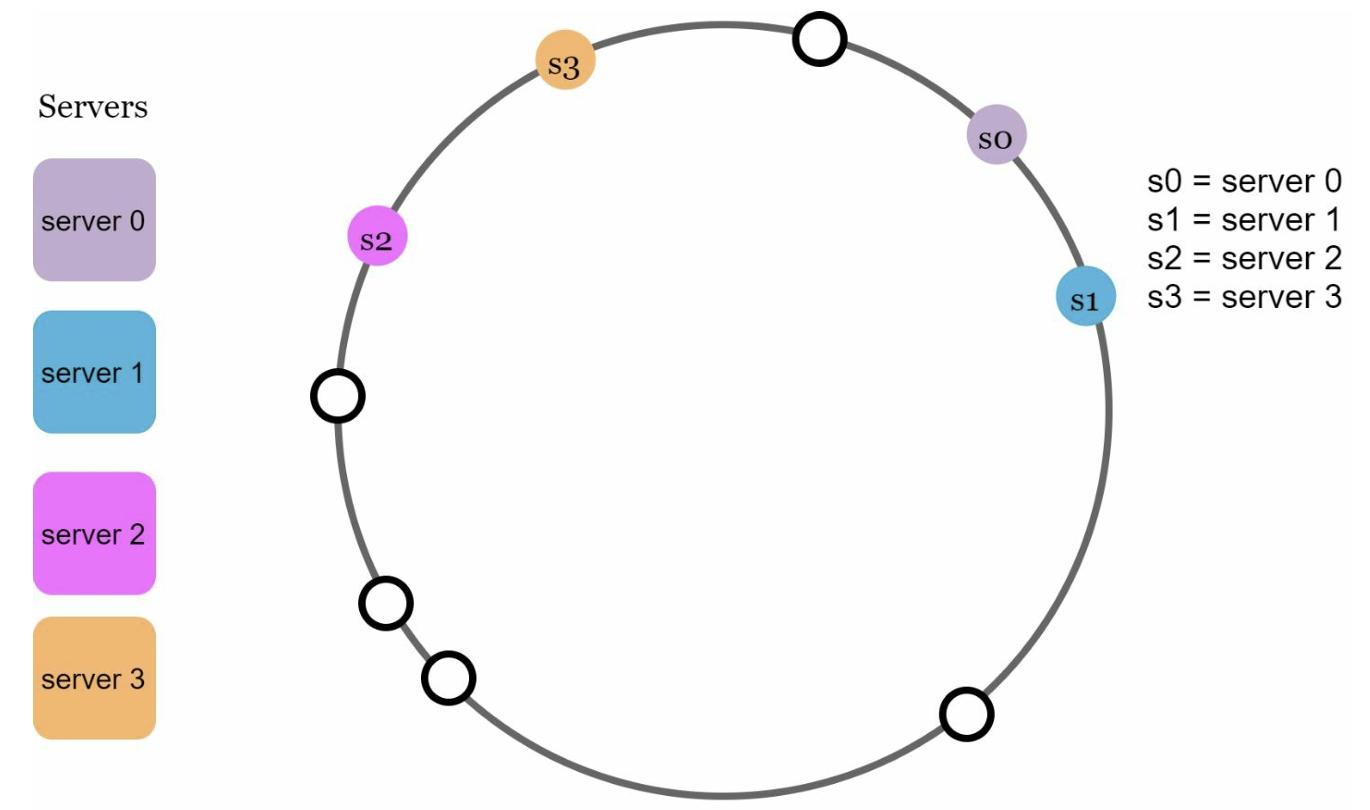 Servers
server 0
server 1
server 2
server 3
s3
s0
s2
s1
s0 = server 0
s1 = server 1
s2 = server 2
s3 = server 3